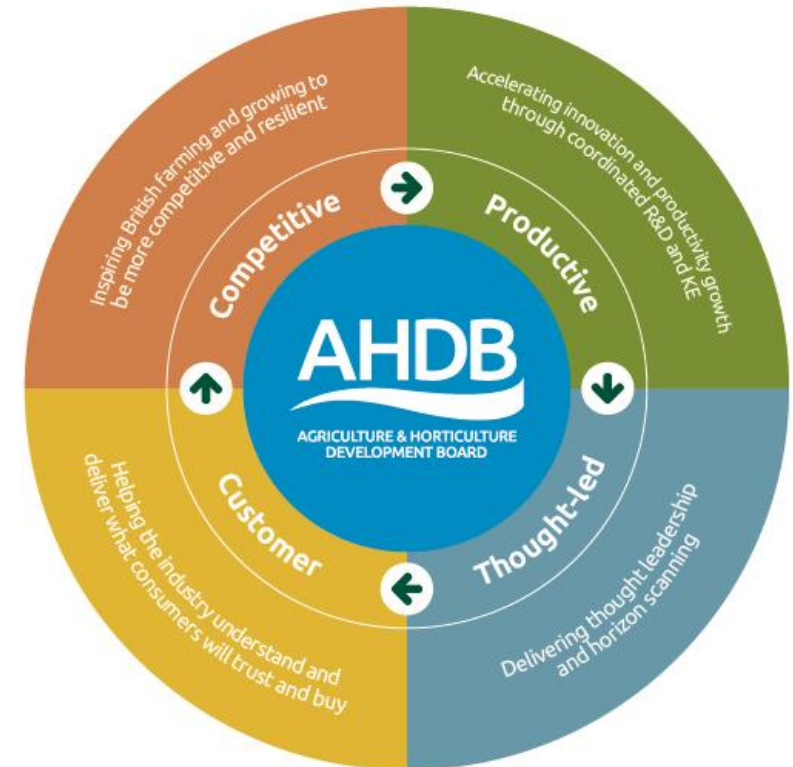 Inspiring British farming and growing to
be more competitive and resilient
Competitive
Accelerating innovation and productivity growth
through coordinated R&D and KE
Productive
AHDB
AGRICULTURE & HORTICULTURE
DEVELOPMENT BOARD
Customer
Helping the industry understand and
deliver what consumers will trust and buy
Thought-led
Delivering thought leadership
and horizon scanning